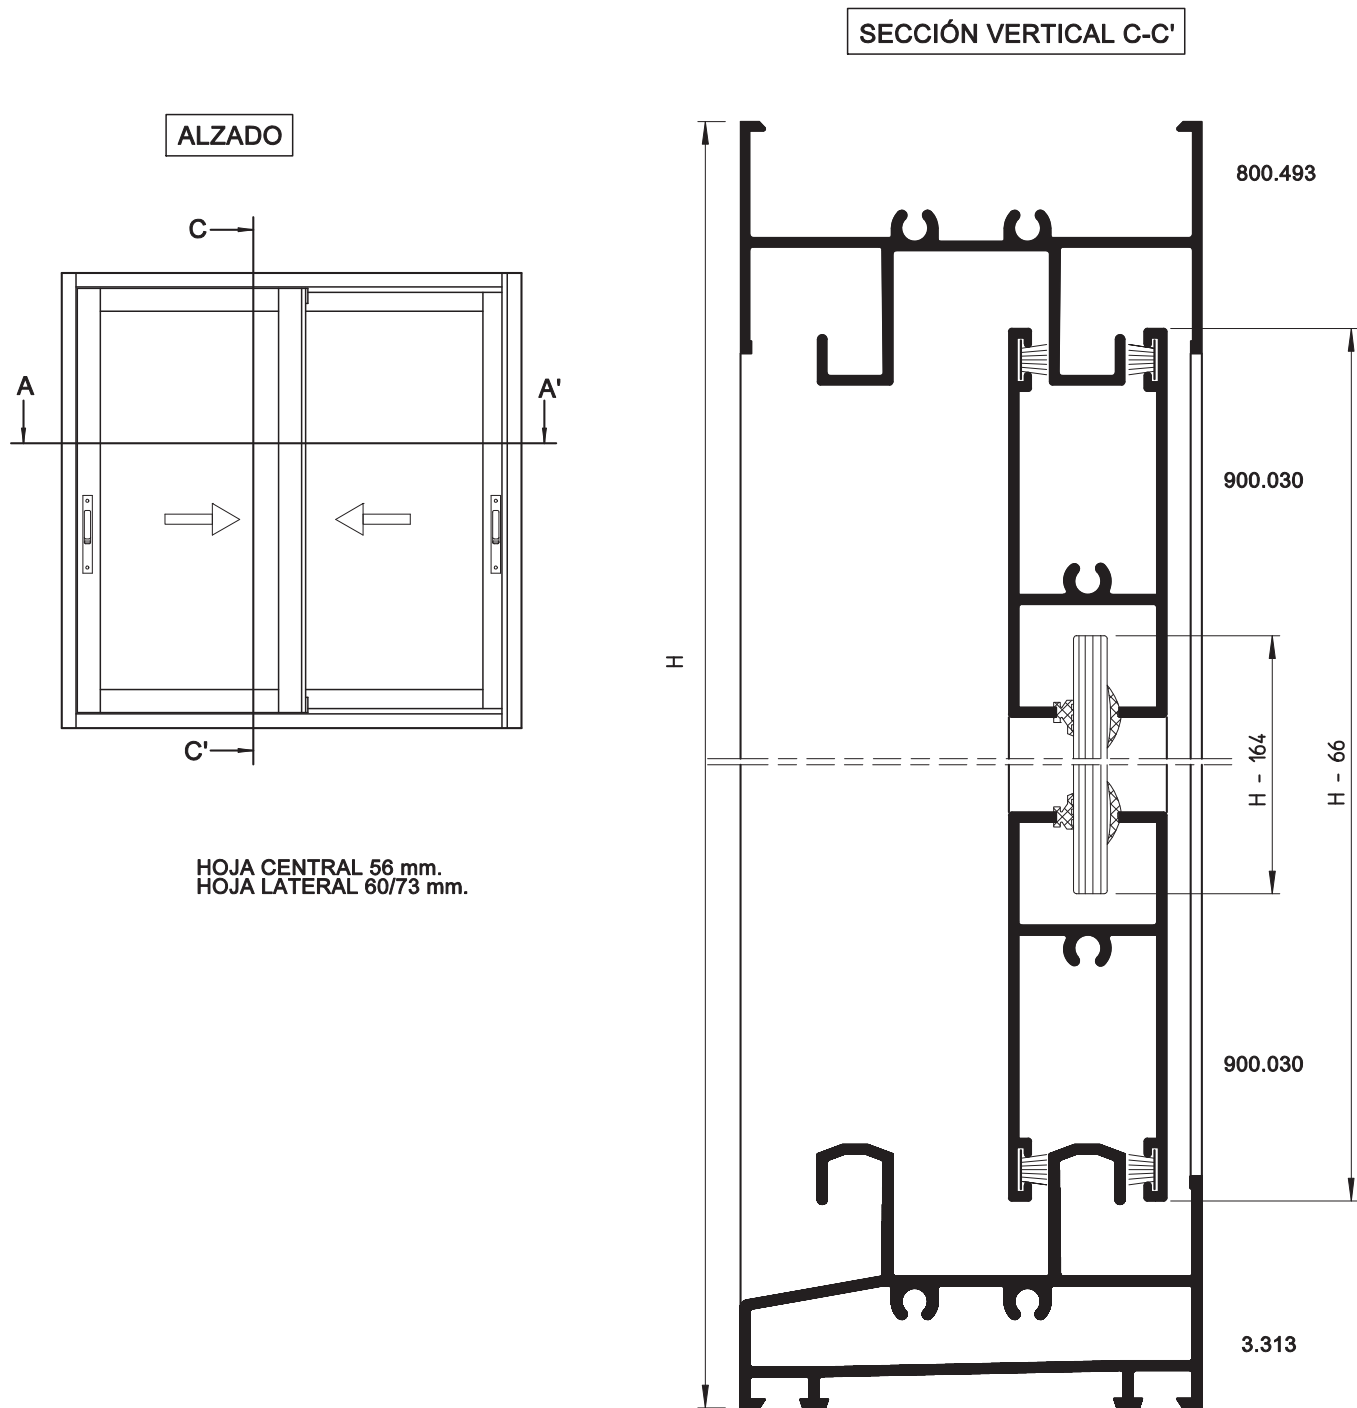 SECCIÓN VERTICAL C-C'
ALZADO
800.493
C
A
A'
900.030
H
H - 164
H - 66
C'
HOJA CENTRAL 56 mm.
HOJA LATERAL 60/73 mm.
900.030
3.313